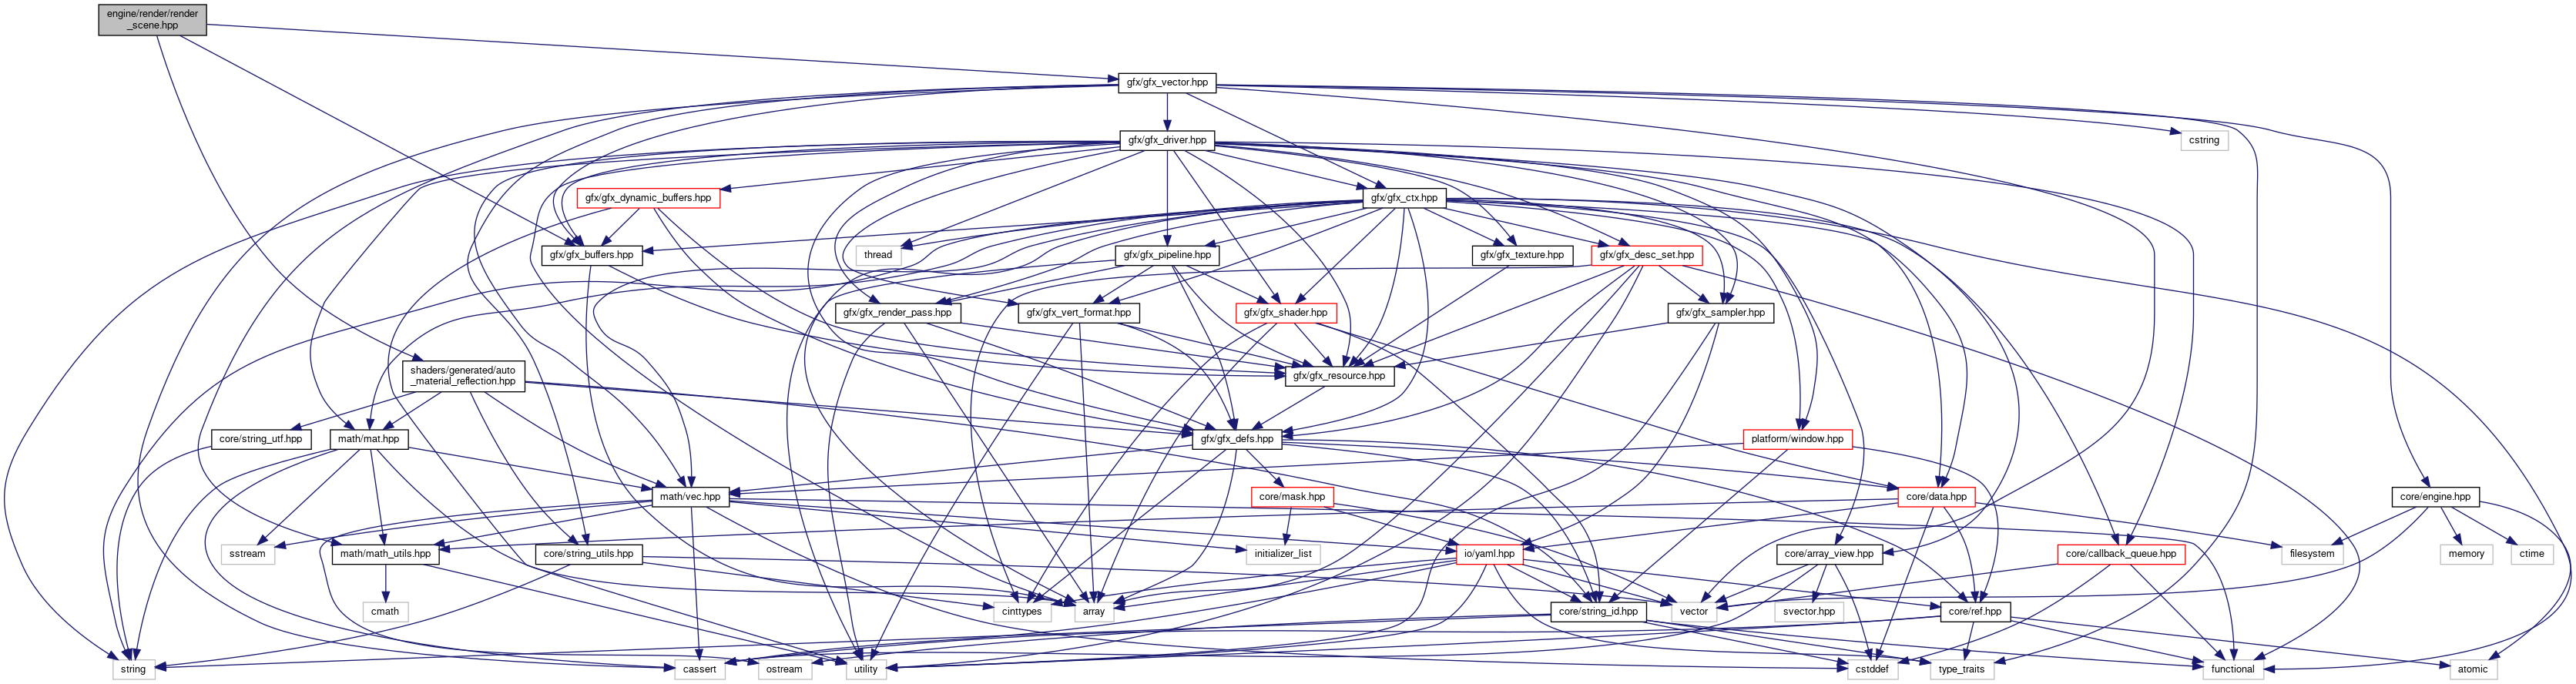 engine/render/render
_scene.hpp
gfx/gfx_vector.hpp
gfx/gfx_driver.hpp
cstring
gfx/gfx_dynamic_buffers.hpp
gfx/gfx_ctx.hpp
thread
gfx/gfx_buffers.hpp
gfx/gfx_pipeline.hpp
gfx/gfx_texture.hpp
gfx/gfx_desc_set.hpp
gfx/gfx_render_pass.hpp
gfx/gfx_vert_format.hpp
gfx/gfx_shader.hpp
gfx/gfx_sampler.hpp
shaders/generated/auto
_material_reflection.hpp
gfx/gfx_resource.hpp
core/string_utf.hpp
math/mat.hpp
gfx/gfx_defs.hpp
platform/window.hpp
math/vec.hpp
core/mask.hpp
core/data.hpp
core/engine.hpp
sstream
math/math_utils.hpp
core/string_utils.hpp
initializer_list
io/yaml.hpp
core/array_view.hpp
core/callback_queue.hpp
filesystem
memory
ctime
cmath
cinttypes
array
core/string_id.hpp
vector
svector.hpp
core/ref.hpp
string
cassert
ostream
utility
cstddef
type_traits
functional
atomic